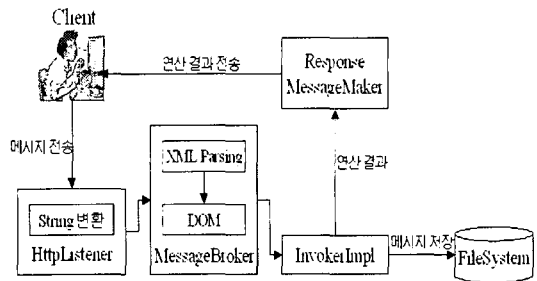 Client
연산 결과 전송
Response
MessageMaker
메시지 전송
XML Parsing
연산 결과
String 변환
DOM
HttpListener
MessageBroker
InvokerImpl
메시지 저장
FileSystem